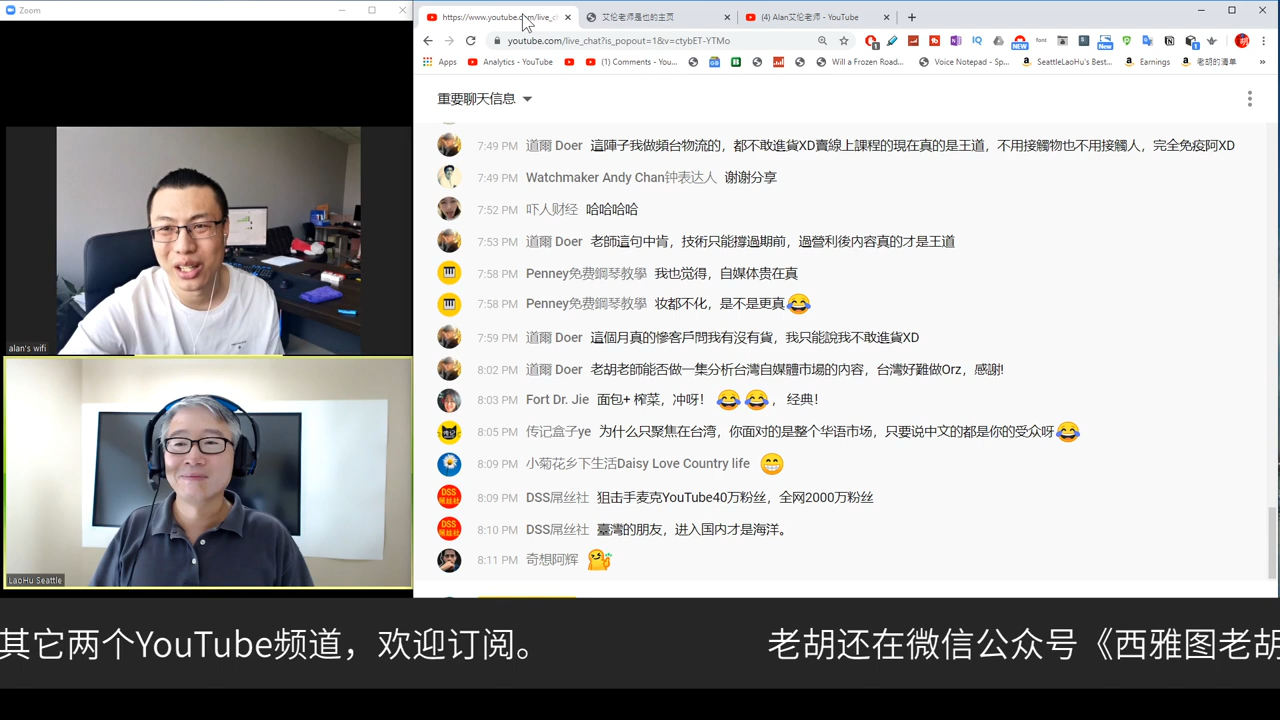 Zoom
https://www.youtube.com/live_c
艾伦老师是也的主页
(4) Alan艾伦老师 - YouTube
youtube.com/live_chat?is_popout=1&v=ctybET-YTMo
Apps
Analytics - YouTube
(1) Comments - You...
Will a Frozen Road...
Voice Notepad - Sp...
SeattleLaoHu's Best...
Earnings
老胡的清单
重要聊天信息
7:49 PM 道爾 Doer 這陣子我做頻台物流的，都不敢進貨XD賣線上課程的現在真的是王道，不用接觸物也不用接觸人，完全免疫阿XD
7:49 PM Watchmaker Andy Chan钟表达人 谢谢分享
7:52 PM 吓人财经 哈哈哈哈
7:53 PM 道爾 Doer 老師這句中肯，技術只能撐過期前，過營利後內容真的才是王道
7:58 PM Penney免费鋼琴教學 我也觉得，自媒体贵在真
7:58 PM Penney免费鋼琴教學 妆都不化，是不是更真😂
7:59 PM 道爾 Doer 這個月真的慘客戶問我有沒有貨，我只能說我不敢進貨XD
8:02 PM 道爾 Doer 老胡老師能否做一集分析台灣自媒體市場的內容，台灣好難做Orz，感謝!
8:03 PM Fort Dr. Jie 面包+ 榨菜，冲呀！😂😂，经典！
8:05 PM 传记盒子ye 为什么只聚焦在台湾，你面对的是整个华语市场，只要说中文的都是你的受众呀😂
8:09 PM 小菊花乡下生活Daisy Love Country life 😁
8:09 PM DSS屌丝社 狙击手麦克YouTube40万粉丝，全网2000万粉丝
8:10 PM DSS屌丝社 臺灣的朋友，进入国内才是海洋。
8:11 PM 奇想阿辉
alan's wifi
LaoHu Seattle
其它两个YouTube频道，欢迎订阅。 老胡还在微信公众号《西雅图老胡